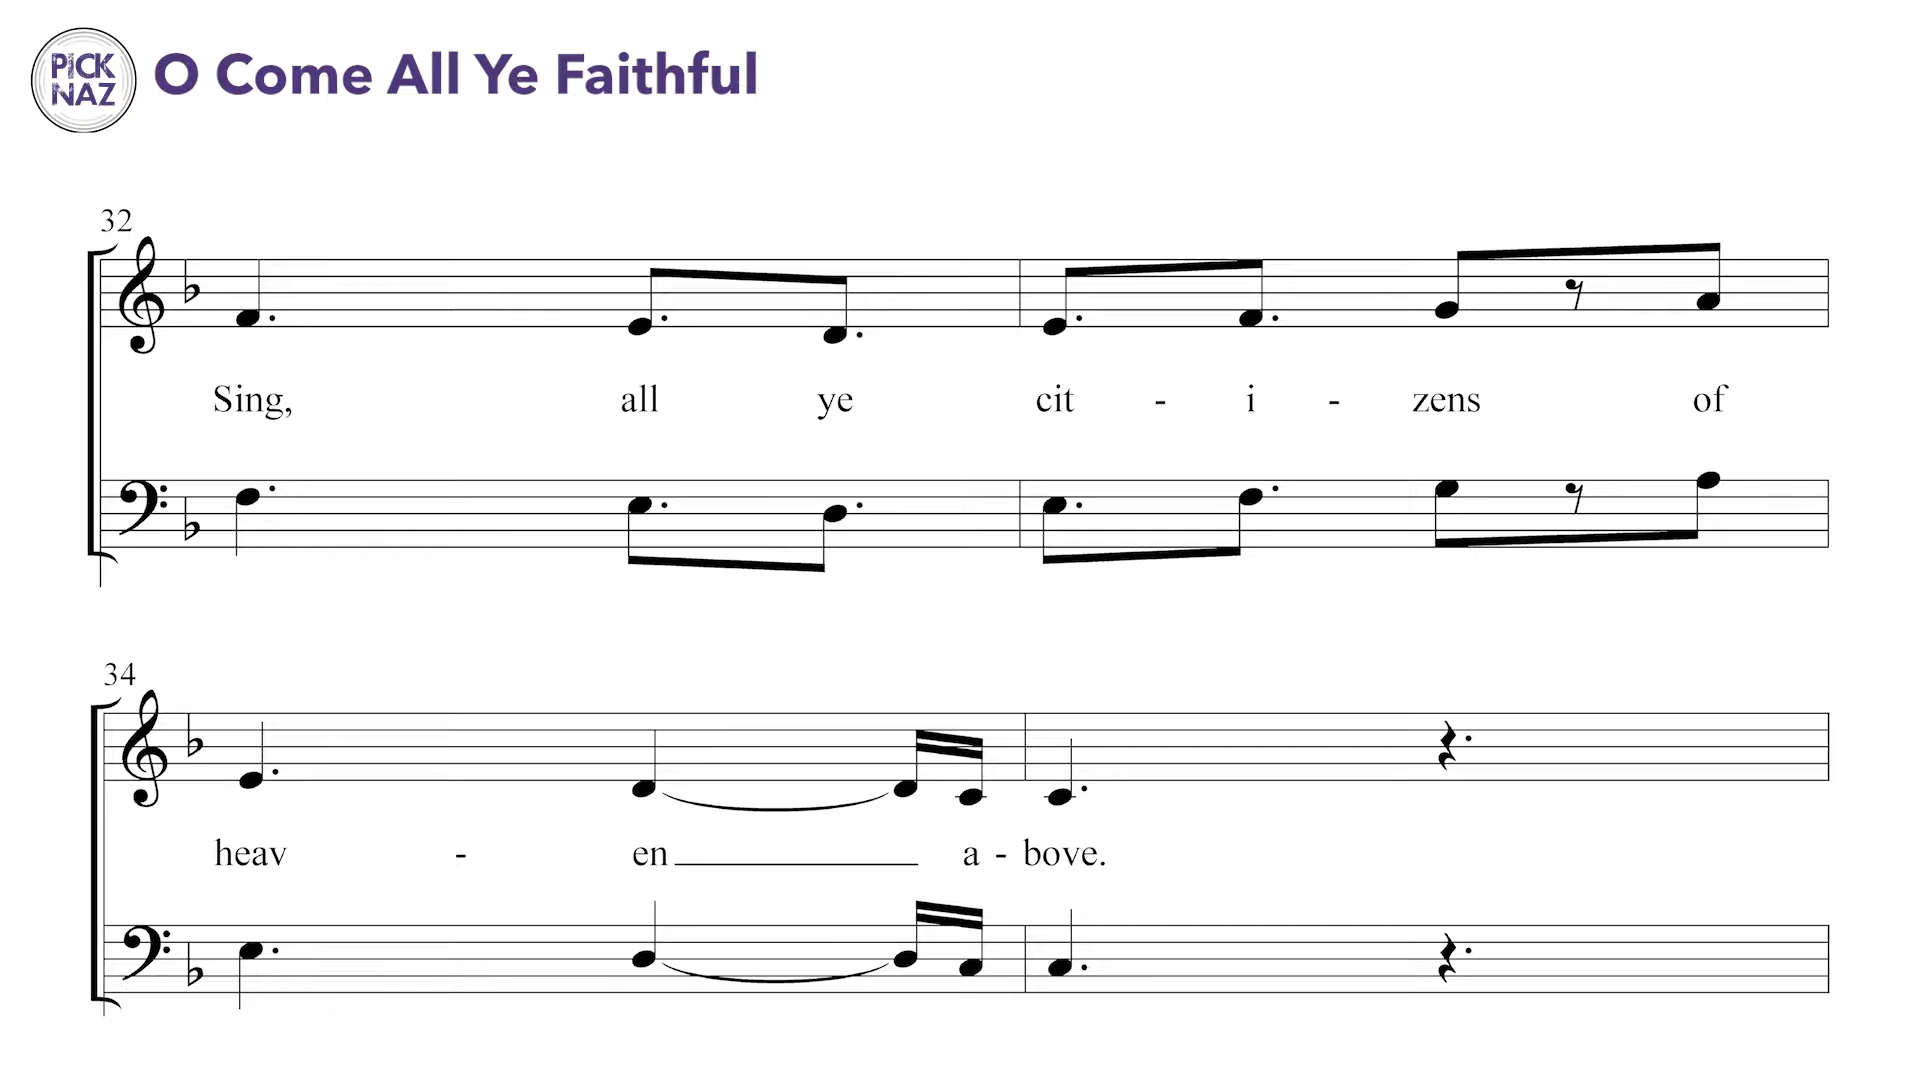 PICK
NAZ
O Come All Ye Faithful
32
Sing, all ye cit - i - zens of
34
heav - en a - bove.